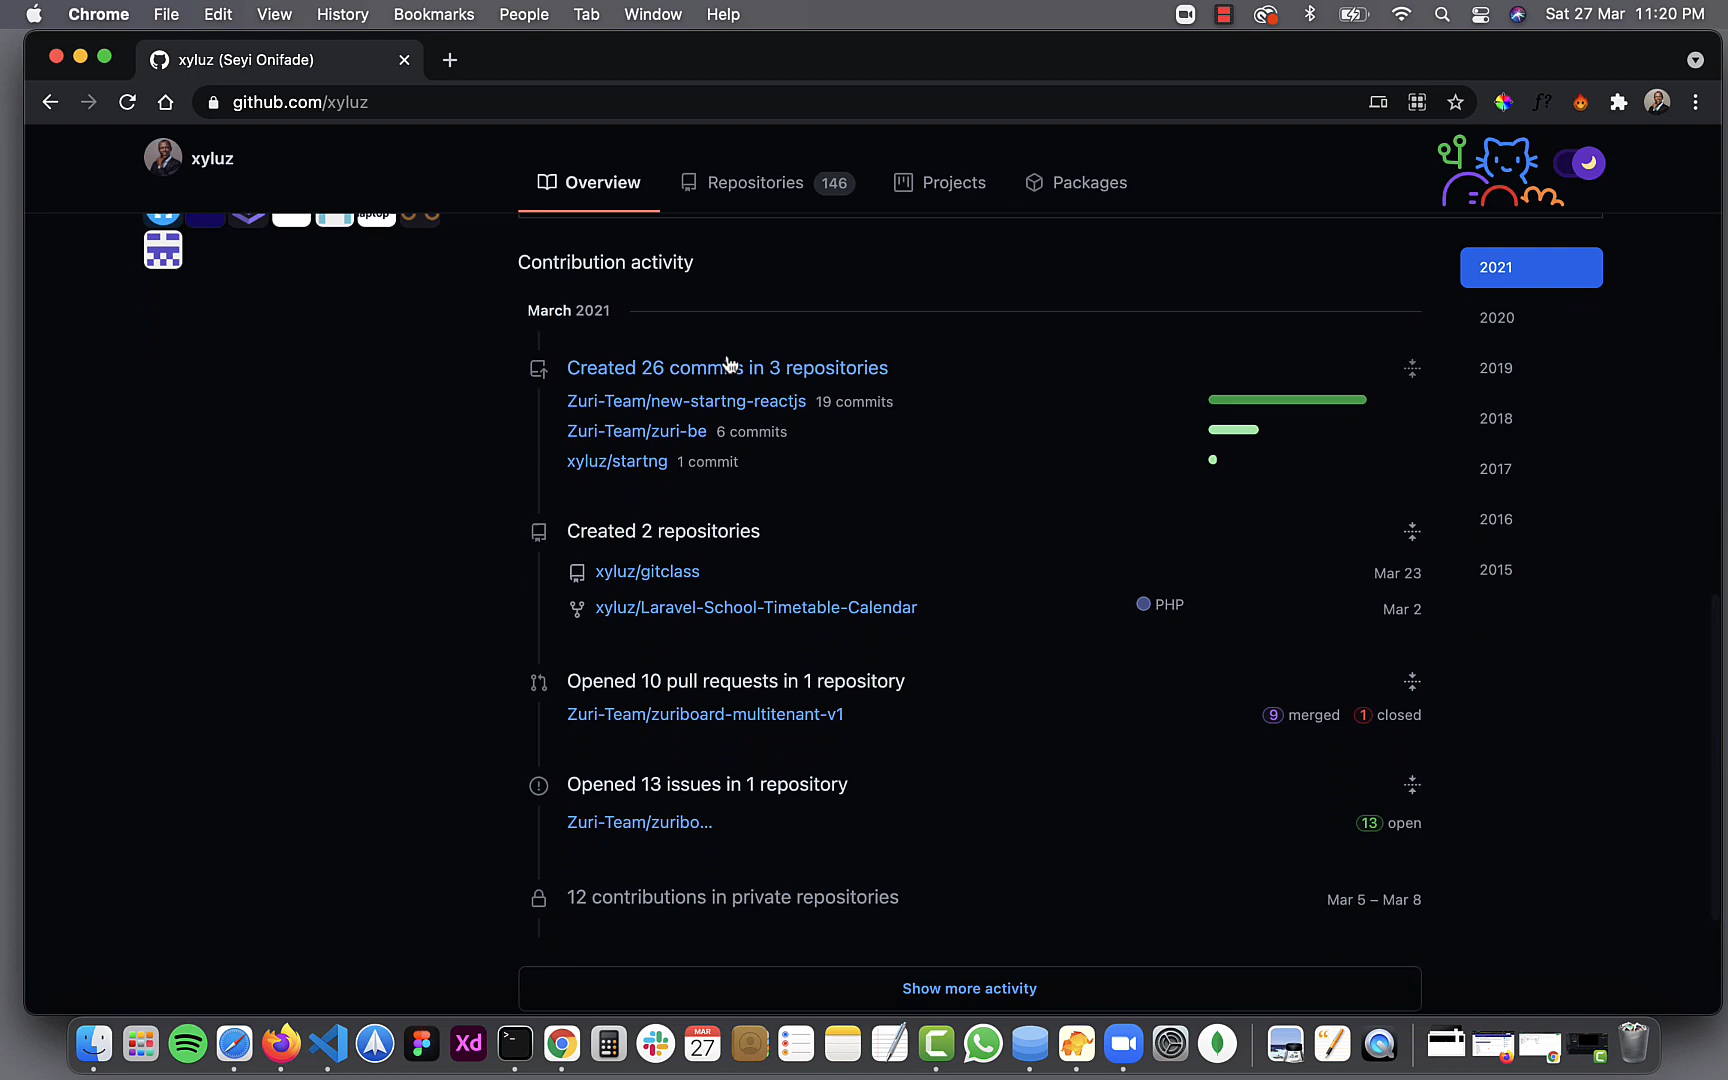 Chrome File Edit View History Bookmarks People Tab Window Help Sat 27 Mar 11:20 PM
xyluz (Seyi Onifade)
github.com/xyluz
xyluz
Overview Repositories 146 Projects Packages
laptop
Contribution activity
2021
March 2021
2020
Created 26 commits in 3 repositories
2019
Zuri-Team/new-startng-reactjs 19 commits
2018
Zuri-Team/zuri-be 6 commits
xyluz/startng 1 commit
2017
2016
Created 2 repositories
xyluz/gitclass Mar 23
2015
xyluz/Laravel-School-Timetable-Calendar PHP Mar 2
Opened 10 pull requests in 1 repository
Zuri-Team/zuriboard-multitenant-v1 9 merged 1 closed
Opened 13 issues in 1 repository
Zuri-Team/zuribo... 13 open
12 contributions in private repositories Mar 5 – Mar 8
Show more activity
Xd
MAR
27